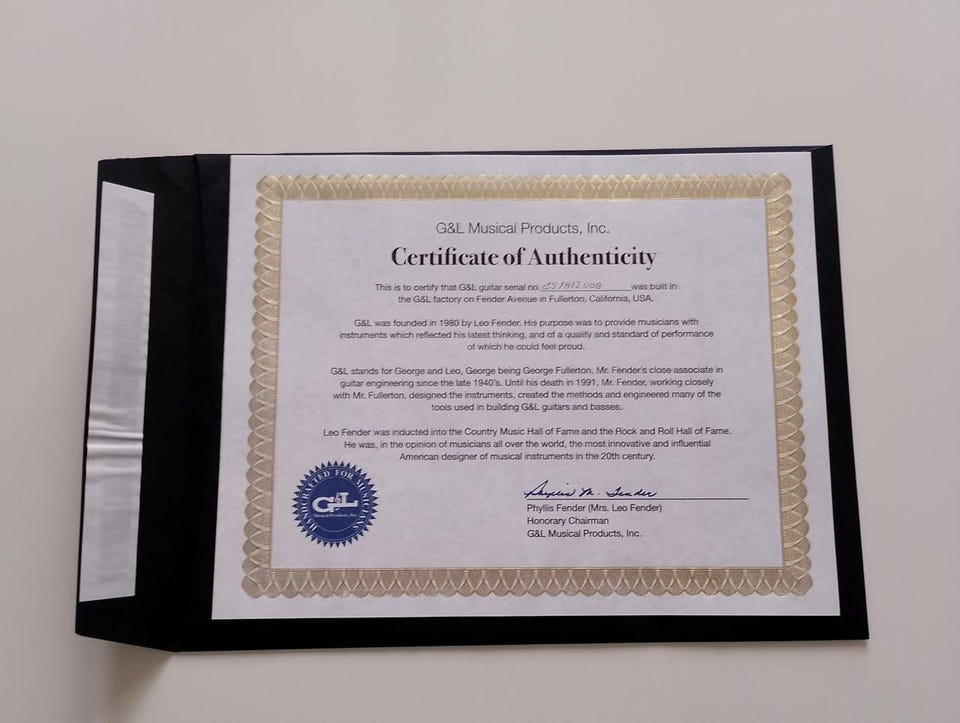 G&L Musical Products, Inc.
Certificate of Authenticity
This is to certify that G&L guitar serial no. was built in
the G&L factory on Fender Avenue in Fullerton, California, USA.
G&L was founded in 1980 by Leo Fender. His purpose was to provide musicians with
instruments which reflected his latest thinking, and of a quality and standard of performance
of which he could feel proud.
G&L stands for George and Leo, George being George Fullerton, Mr. Fender's close associate in
guitar engineering since the late 1940's. Until his death in 1991, Mr. Fender, working closely
with Mr. Fullerton, designed the instruments, created the methods and engineered many of the
tools used in building G&L guitars and basses.
Leo Fender was inducted into the Country Music Hall of Fame and the Rock and Roll Hall of Fame.
He was, in the opinion of musicians all over the world, the most innovative and influential
American designer of musical instruments in the 20th century.
HANDCRAFTED FOR MUSICIANS
G&L
Musical Products, Inc.
Phyllis M. Fender
Phyllis Fender (Mrs. Leo Fender)
Honorary Chairman
G&L Musical Products, Inc.